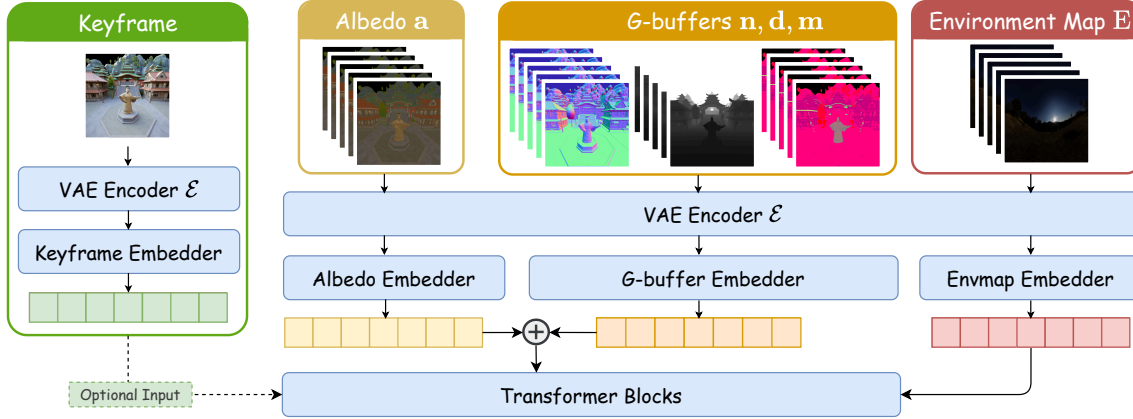 Keyframe
Albedo a
G-buffers n, d, m
Environment Map E
VAE Encoder ℰ
VAE Encoder ℰ
Keyframe Embedder
Albedo Embedder
G-buffer Embedder
Envmap Embedder
Optional Input
Transformer Blocks